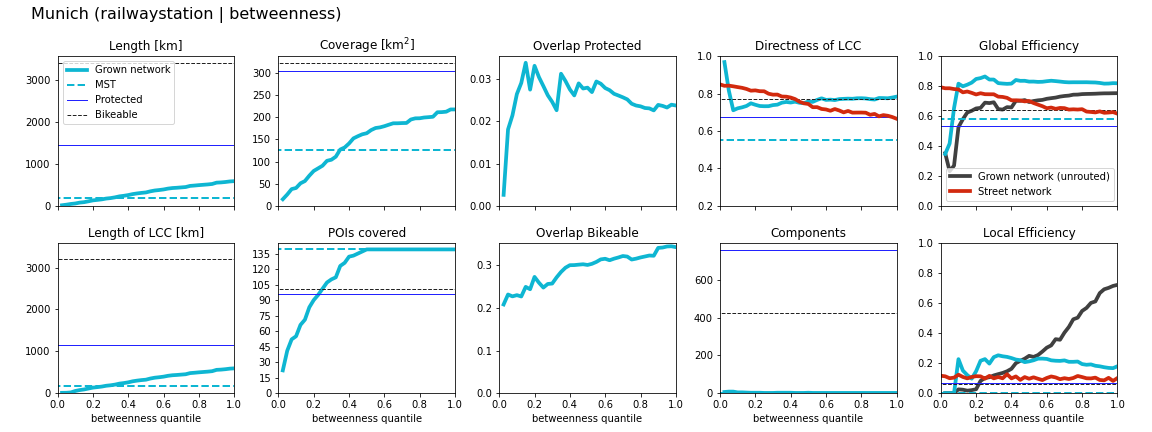 Munich (railwaystation | betweenness)
Length [km]
Coverage [km²]
Overlap Protected
Directness of LCC
Global Efficiency
Grown network
MST
Protected
Bikeable
3000
2000
1000
0
300
250
200
150
100
50
0
0.03
0.02
0.01
0.00
1.0
0.8
0.6
0.4
0.2
1.0
0.8
0.6
0.4
0.2
0.0
Grown network (unrouted)
Street network
Length of LCC [km]
POIs covered
Overlap Bikeable
Components
Local Efficiency
3000
2000
1000
0
135
120
105
90
75
60
45
30
15
0
0.3
0.2
0.1
0.0
600
400
200
0
1.0
0.8
0.6
0.4
0.2
0.0
0.0 0.2 0.4 0.6 0.8 1.0
0.0 0.2 0.4 0.6 0.8 1.0
0.0 0.2 0.4 0.6 0.8 1.0
0.0 0.2 0.4 0.6 0.8 1.0
0.0 0.2 0.4 0.6 0.8 1.0
betweenness quantile
betweenness quantile
betweenness quantile
betweenness quantile
betweenness quantile